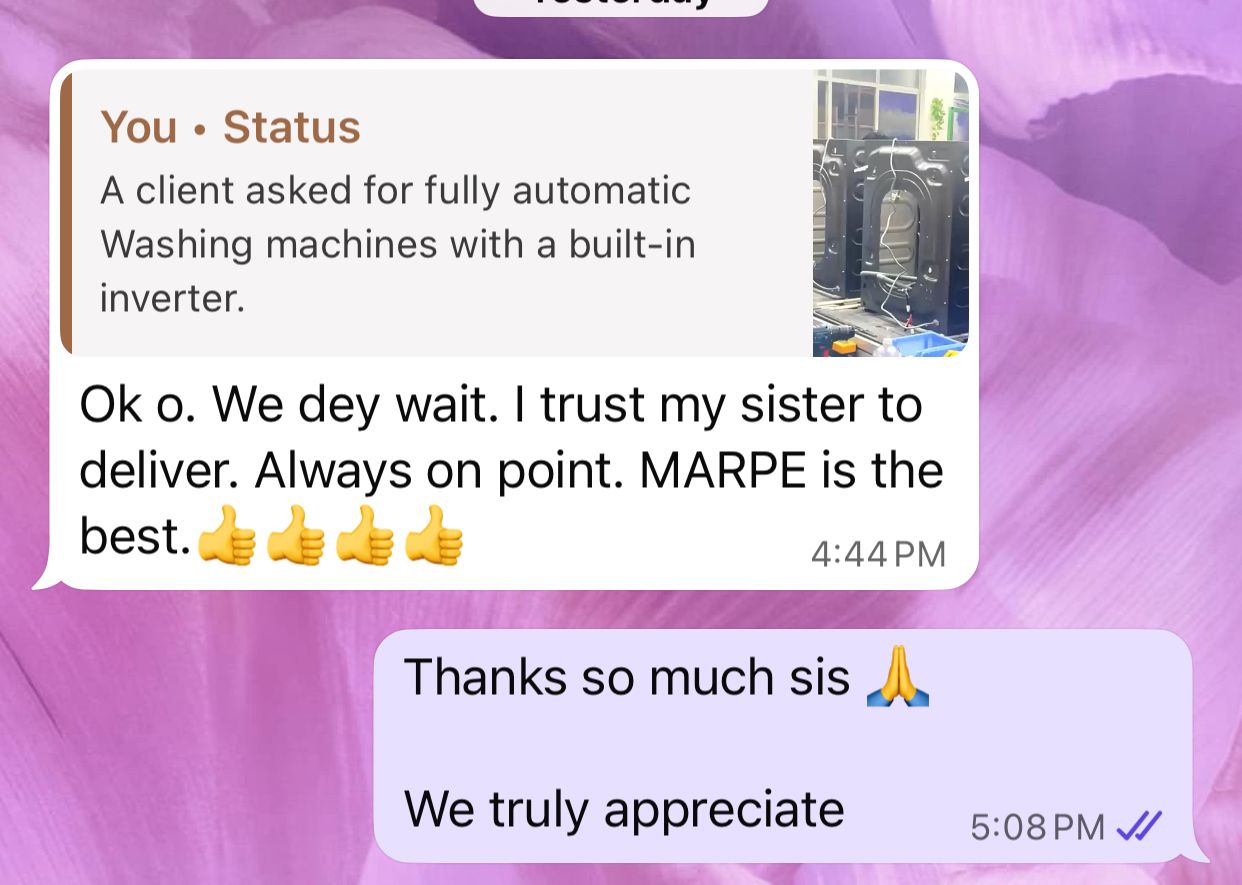 Yesterday
You • Status
A client asked for fully automatic
Washing machines with a built-in
inverter.
Ok o. We dey wait. I trust my sister to
deliver. Always on point. MARPE is the
best.👍👍👍👍
4:44 PM
Thanks so much sis 🙏
We truly appreciate
5:08 PM